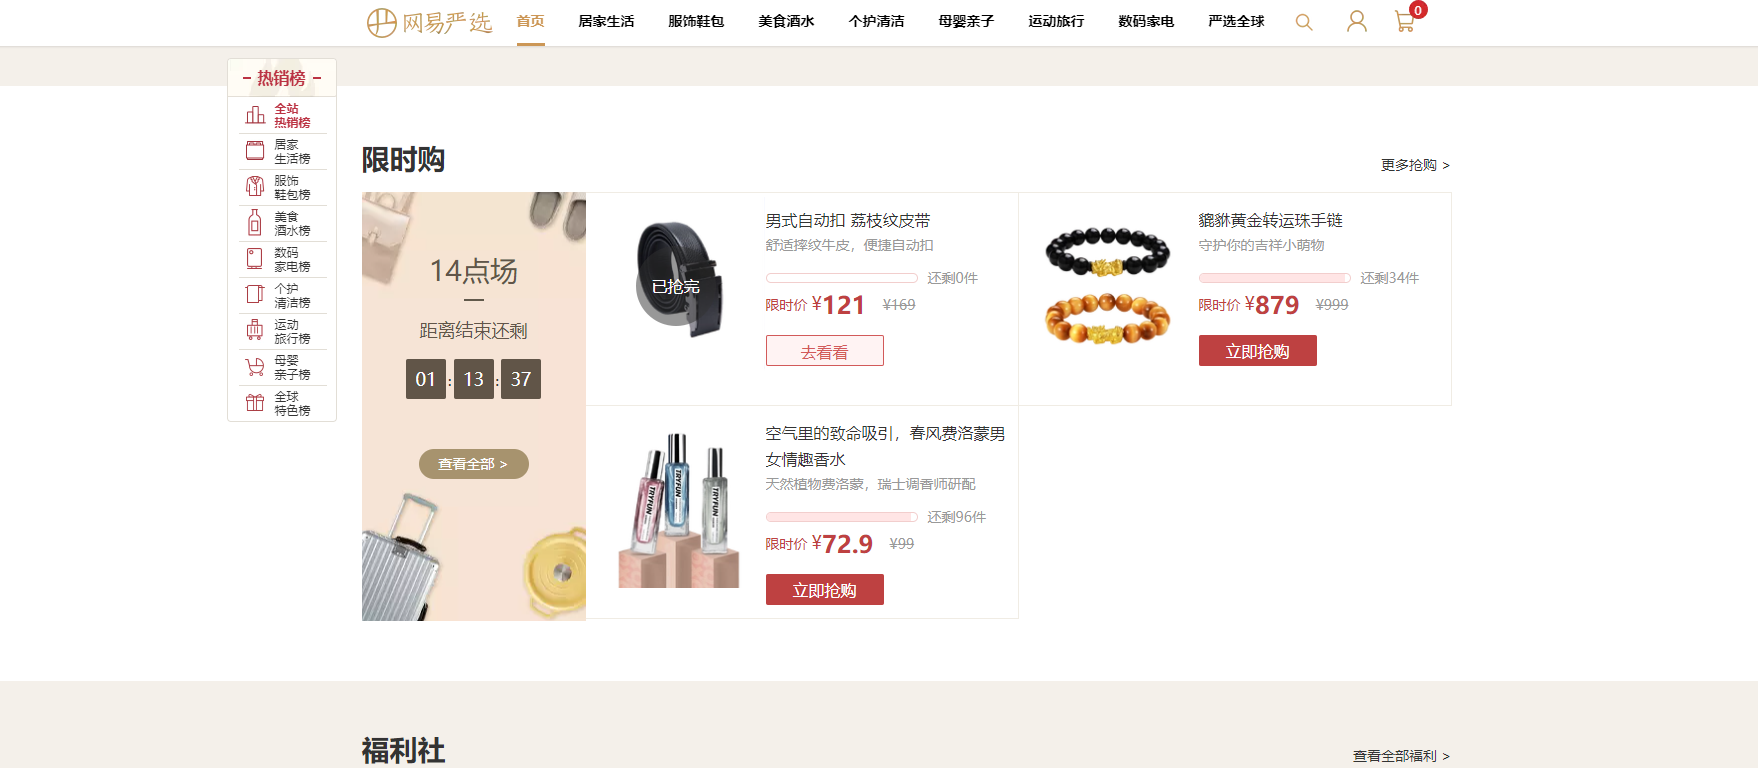 网易严选
首页
居家生活
服饰鞋包
美食酒水
个护清洁
母婴亲子
运动旅行
数码家电
严选全球
0
热销榜
全站
热销榜
居家
生活榜
服饰
鞋包榜
美食
酒水榜
数码
家电榜
个护
清洁榜
运动
旅行榜
母婴
亲子榜
全球
特色榜
限时购
更多抢购 >
14点场
距离结束还剩
01 : 13 : 37
查看全部 >
已抢完
男式自动扣 荔枝纹皮带
舒适摔纹牛皮，便捷自动扣
还剩0件
限时价 ¥121 ¥169
去看看
貔貅黄金转运珠手链
守护你的吉祥小萌物
还剩34件
限时价 ¥879 ¥999
立即抢购
TRYFUN
TRYFUN
TRYFUN
空气里的致命吸引，春风费洛蒙男
女情趣香水
天然植物费洛蒙，瑞士调香师研配
还剩96件
限时价 ¥72.9 ¥99
立即抢购
福利社
查看全部福利 >